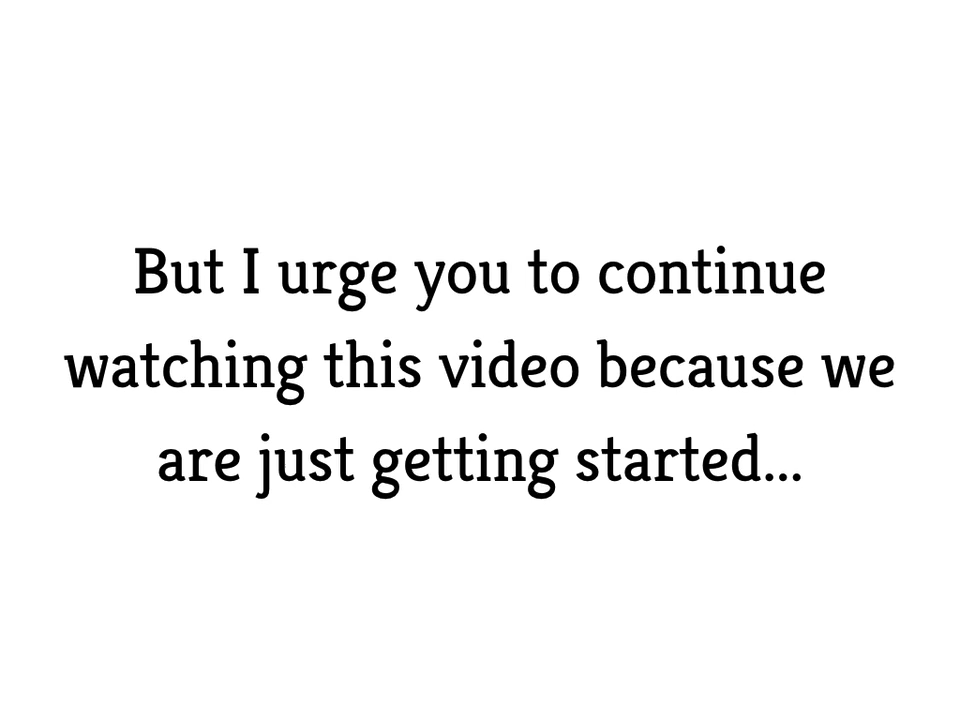 But I urge you to continue
watching this video because we
are just getting started...